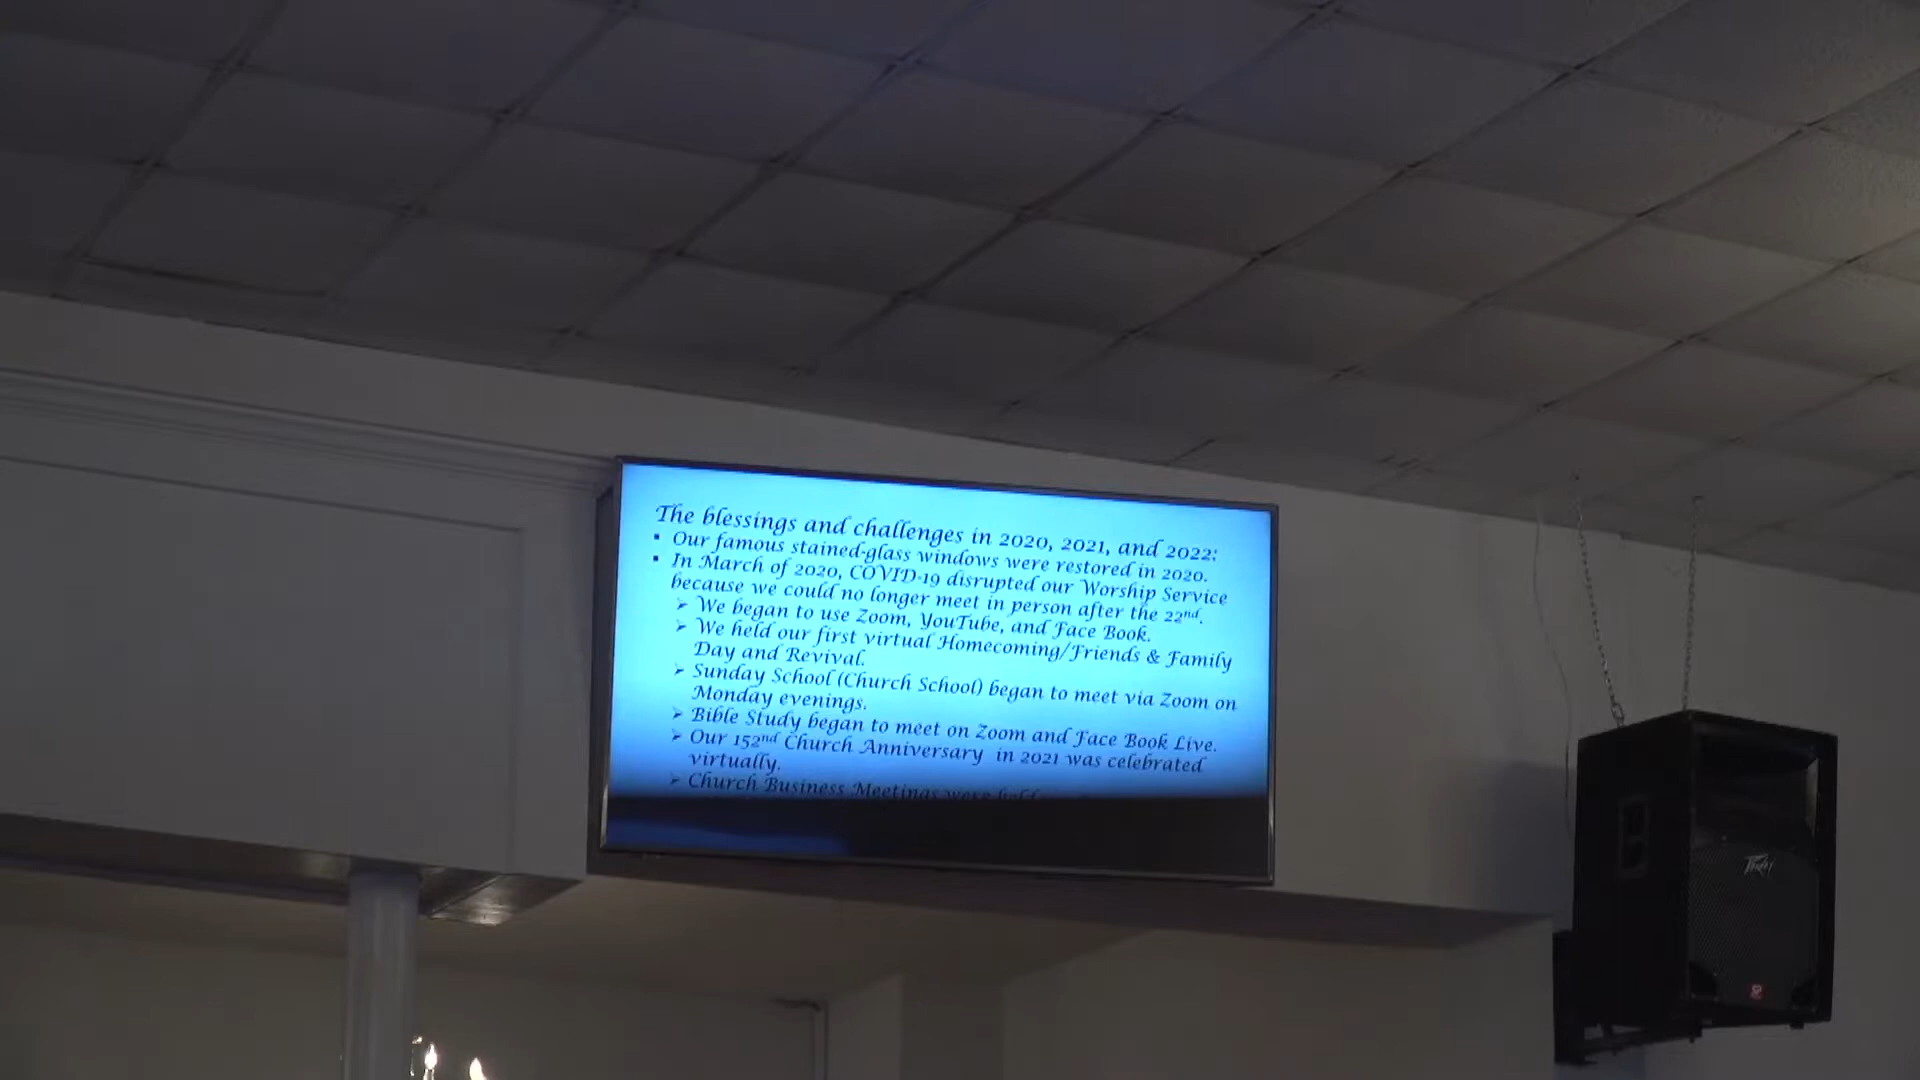 The blessings and challenges in 2020, 2021, and 2022:
▪ Our famous stained-glass windows were restored in 2020.
▪ In March of 2020, COVID-19 disrupted our Worship Service
because we could no longer meet in person after the 22nd.
➢ We began to use Zoom, YouTube, and Face Book.
➢ We held our first virtual Homecoming/Friends & Family
Day and Revival.
➢ Sunday School (Church School) began to meet via Zoom on
Monday evenings.
➢ Bible Study began to meet on Zoom and Face Book Live.
➢ Our 152nd Church Anniversary in 2021 was celebrated
virtually.
➢ Church Business Meetings were held
Peavey